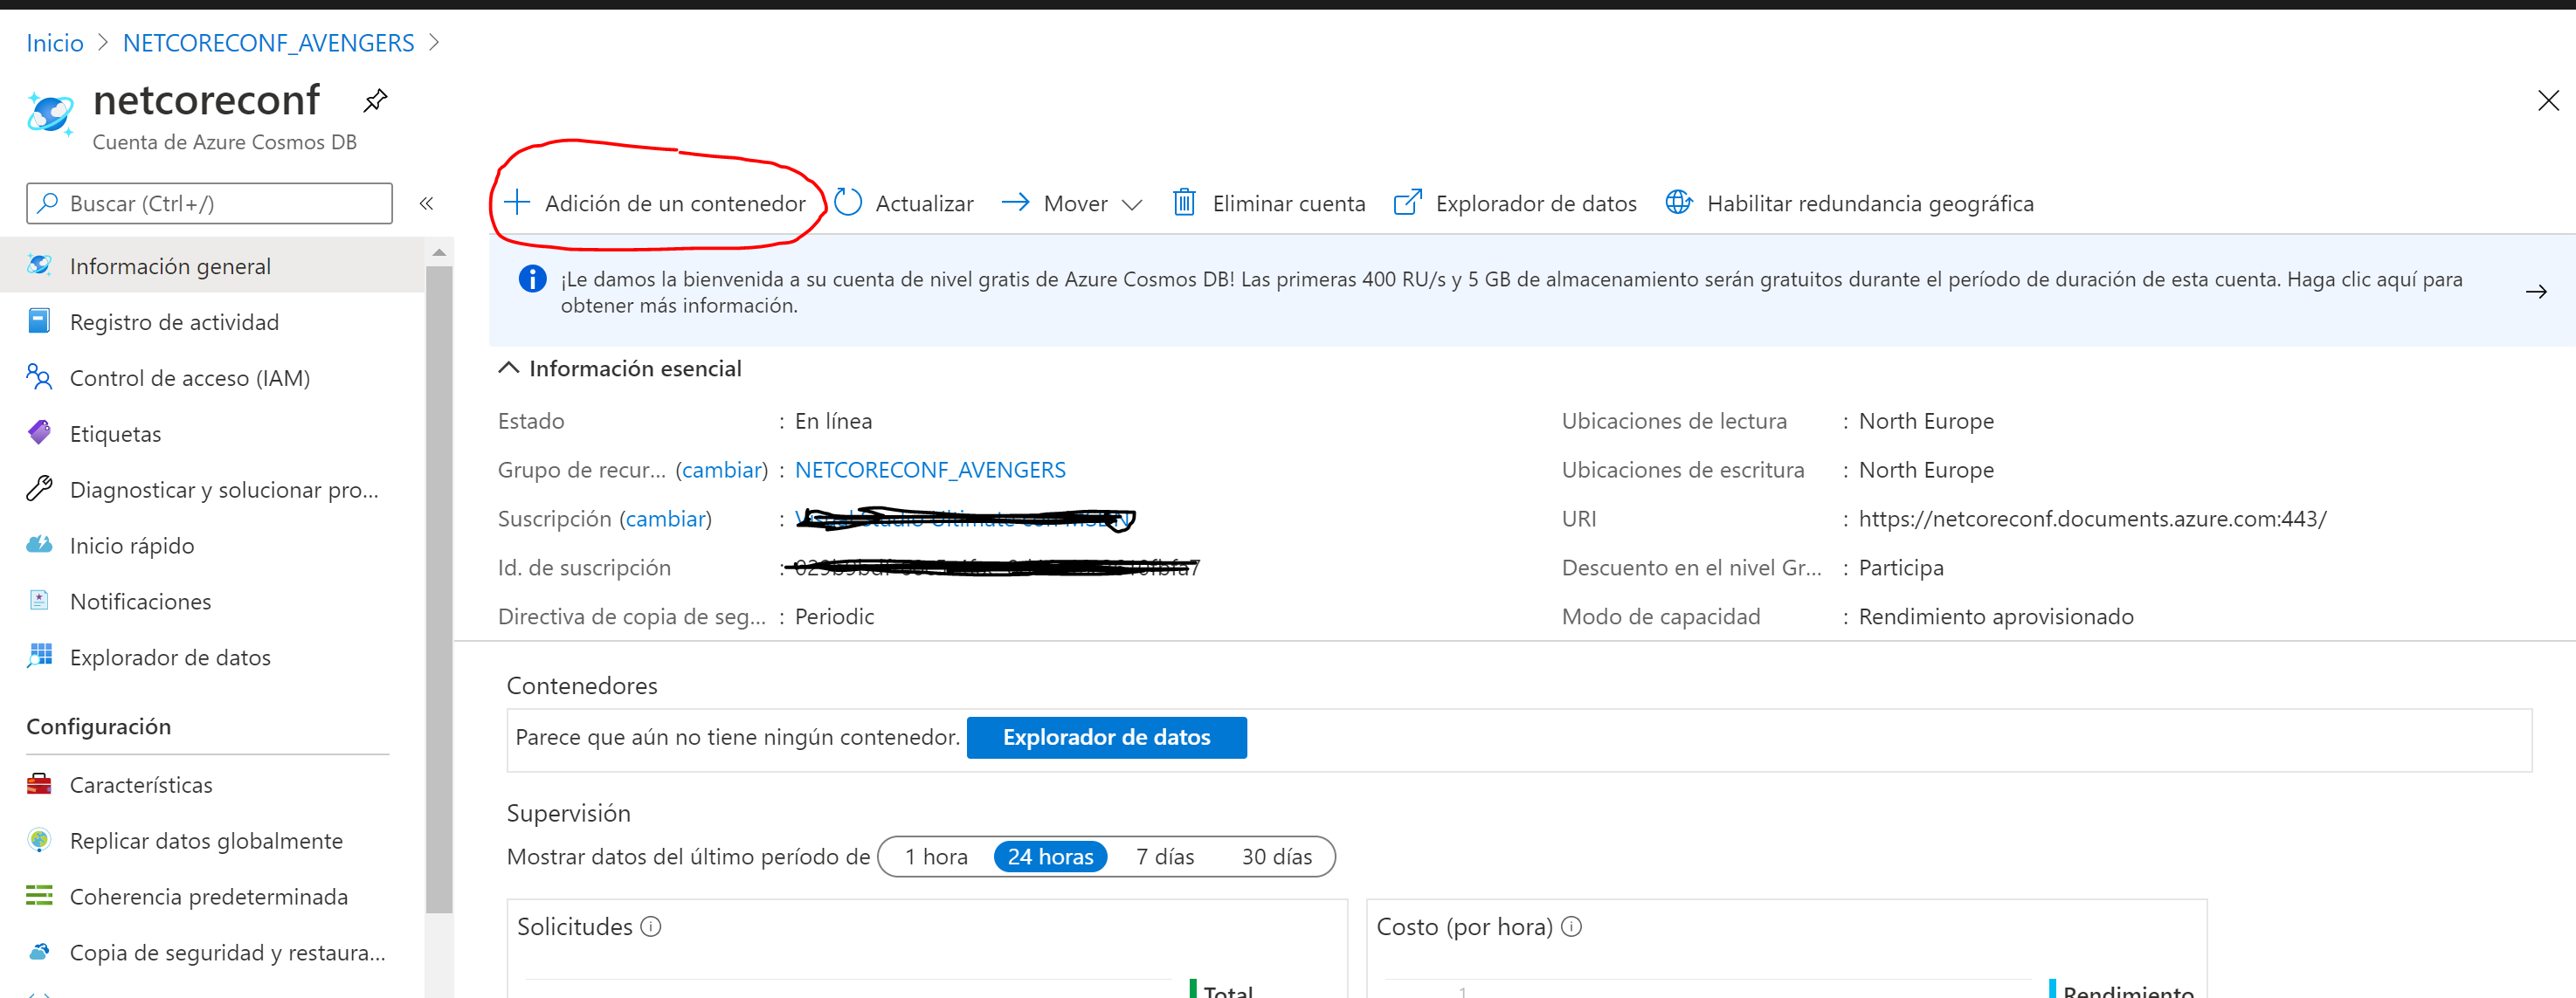 Inicio > NETCORECONF_AVENGERS >
netcoreconf
Cuenta de Azure Cosmos DB
Buscar (Ctrl+/)
«
Adición de un contenedor Actualizar Mover Eliminar cuenta Explorador de datos Habilitar redundancia geográfica
Información general
Registro de actividad
Control de acceso (IAM)
Etiquetas
Diagnosticar y solucionar pro...
Inicio rápido
Notificaciones
Explorador de datos
Configuración
Características
Replicar datos globalmente
Coherencia predeterminada
Copia de seguridad y restaura...
¡Le damos la bienvenida a su cuenta de nivel gratis de Azure Cosmos DB! Las primeras 400 RU/s y 5 GB de almacenamiento serán gratuitos durante el período de duración de esta cuenta. Haga clic aquí para
obtener más información.
Información esencial
Estado : En línea
Grupo de recur... (cambiar) : NETCORECONF_AVENGERS
Suscripción (cambiar) :
Id. de suscripción :
Directiva de copia de seg... : Periodic
Ubicaciones de lectura : North Europe
Ubicaciones de escritura : North Europe
URI : https://netcoreconf.documents.azure.com:443/
Descuento en el nivel Gr... : Participa
Modo de capacidad : Rendimiento aprovisionado
Contenedores
Parece que aún no tiene ningún contenedor. Explorador de datos
Supervisión
Mostrar datos del último período de 1 hora 24 horas 7 días 30 días
Solicitudes
Total
Costo (por hora)
1
Rendimiento